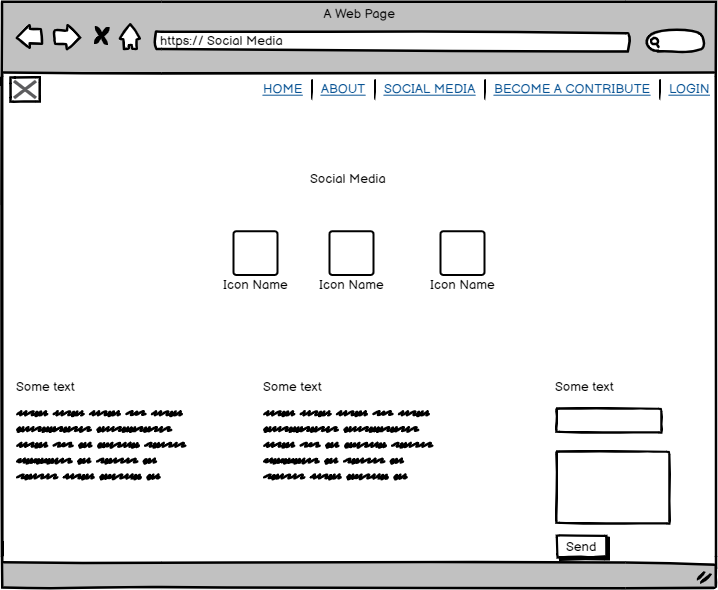 A Web Page
https:// Social Media
HOME ABOUT SOCIAL MEDIA BECOME A CONTRIBUTE LOGIN
Social Media
Icon Name Icon Name Icon Name
Some text Some text Some text
Send